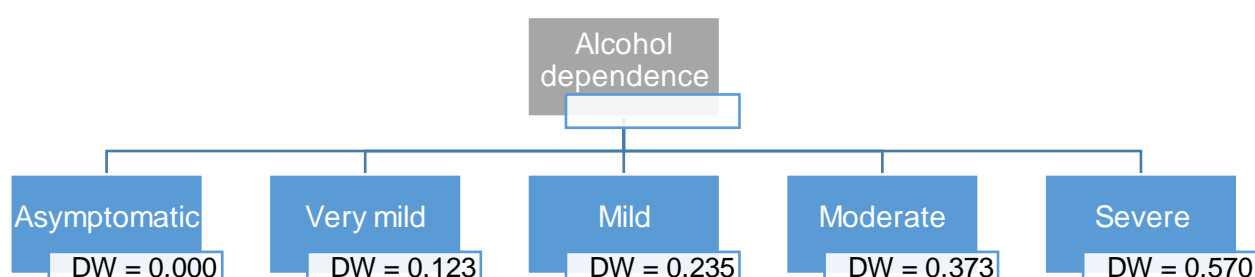 Alcohol
dependence
Asymptomatic
Very mild
Mild
Moderate
Severe
DW = 0.000
DW = 0.123
DW = 0.235
DW = 0.373
DW = 0.570